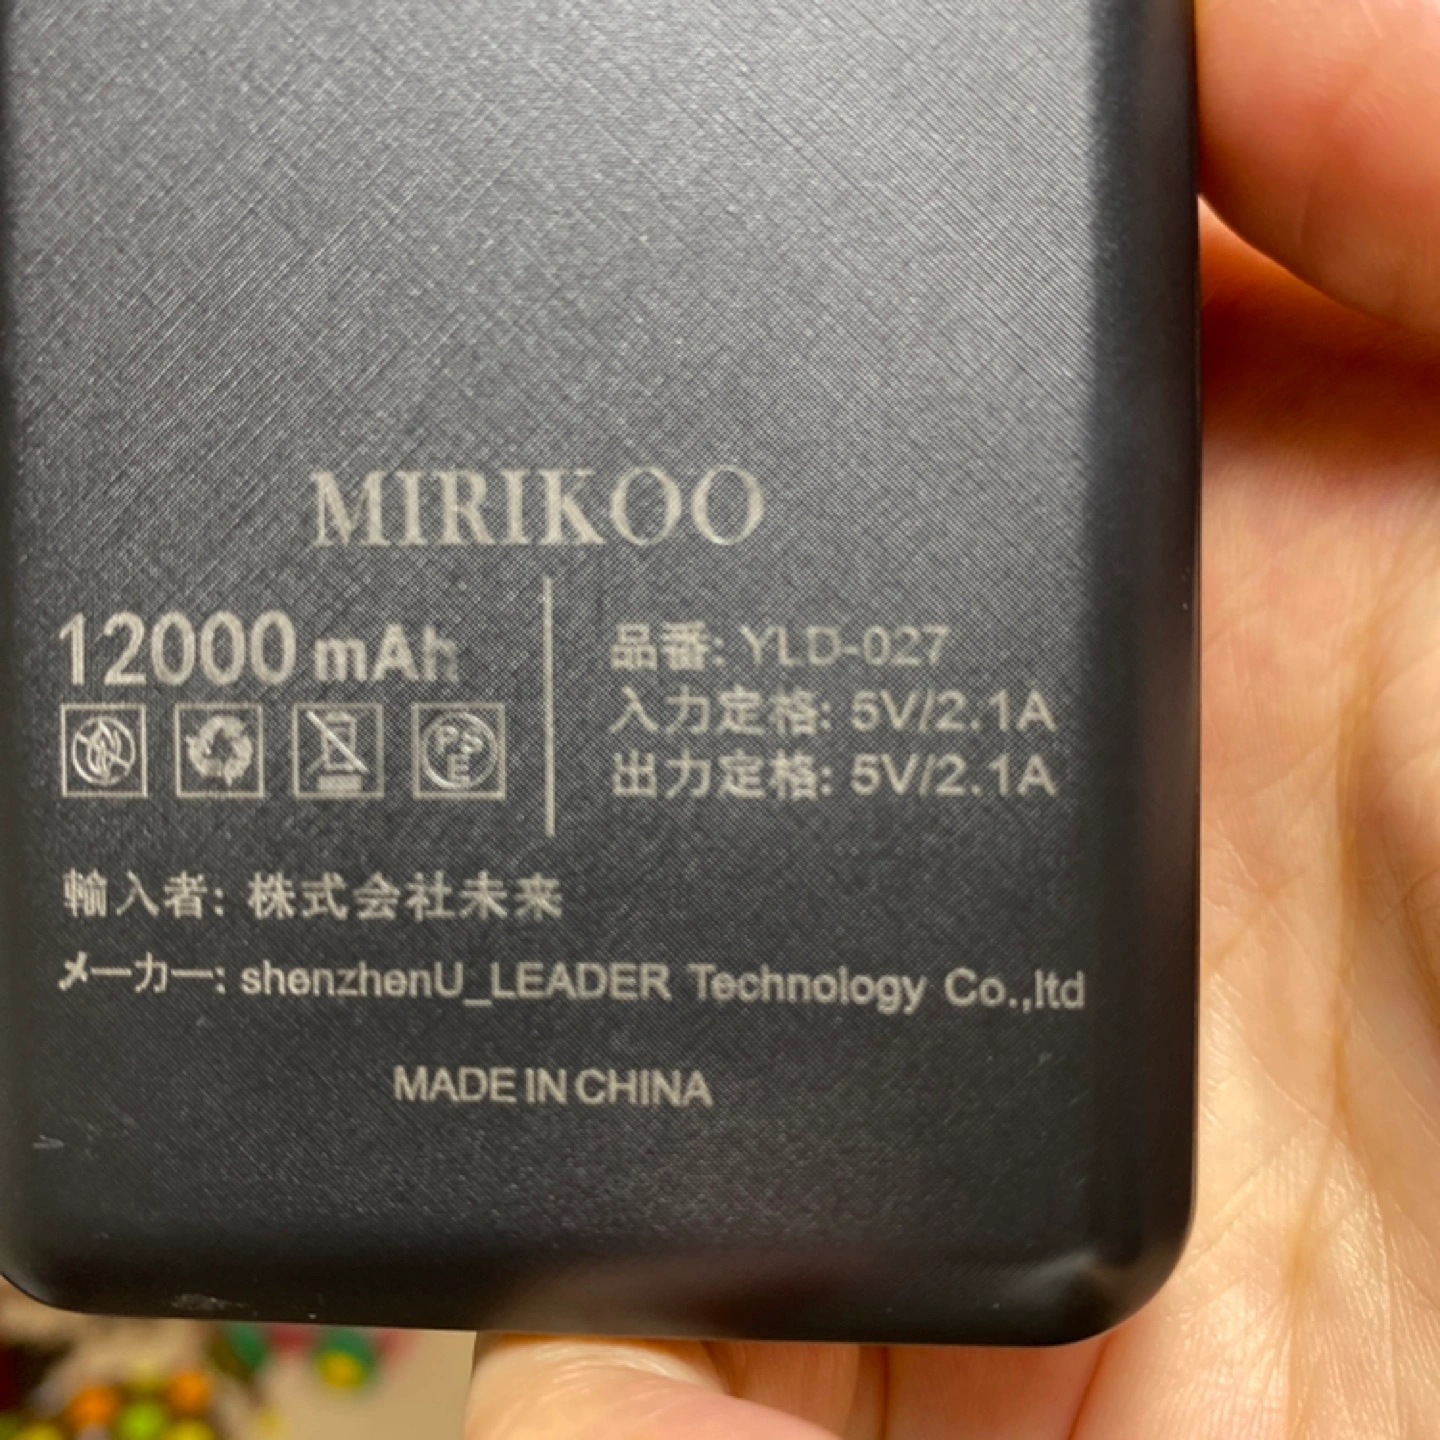 MIRIKOO
12000 mAh
PSE
品番: YLD-027
入力定格: 5V/2.1A
出力定格: 5V/2.1A
輸入者: 株式会社未来
メーカー: shenzhenU_LEADER Technology Co.,ltd
MADE IN CHINA